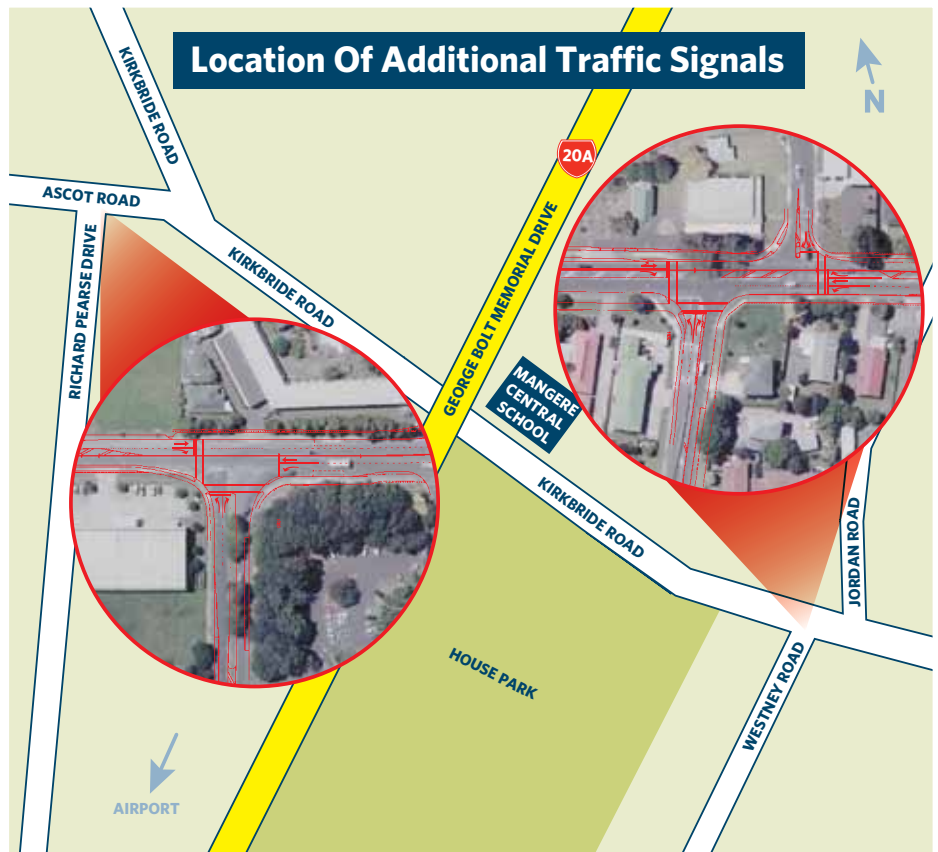 Location Of Additional Traffic Signals
N
KIRKBRIDE ROAD
20A
ASCOT ROAD
RICHARD PEARSE DRIVE
KIRKBRIDE ROAD
GEORGE BOLT MEMORIAL DRIVE
MANGERE
CENTRAL
SCHOOL
KIRKBRIDE ROAD
JORDAN ROAD
HOUSE PARK
WESTNEY ROAD
AIRPORT